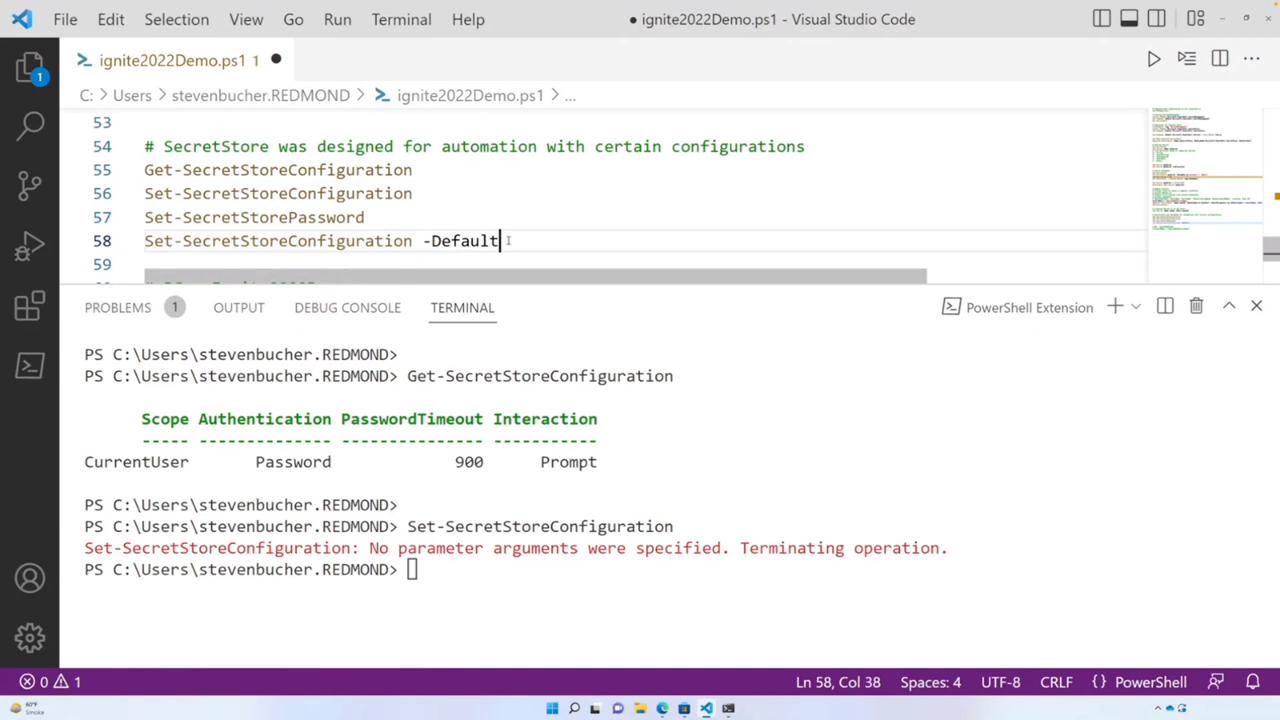 File Edit Selection View Go Run Terminal Help ● ignite2022Demo.ps1 - Visual Studio Code
ignite2022Demo.ps1 1 ●
C: > Users > stevenbucher.REDMOND > ignite2022Demo.ps1 > ...
1
53
54 # SecretStore was designed for automation with certain configurations
55 Get-SecretStoreConfiguration
56 Set-SecretStoreConfiguration
57 Set-SecretStorePassword
58 Set-SecretStoreConfiguration -Default
59
PROBLEMS 1 OUTPUT DEBUG CONSOLE TERMINAL PowerShell Extension
PS C:\Users\stevenbucher.REDMOND>
PS C:\Users\stevenbucher.REDMOND> Get-SecretStoreConfiguration
Scope Authentication PasswordTimeout Interaction
----- -------------- --------------- -----------
CurrentUser Password 900 Prompt
PS C:\Users\stevenbucher.REDMOND>
PS C:\Users\stevenbucher.REDMOND> Set-SecretStoreConfiguration
Set-SecretStoreConfiguration: No parameter arguments were specified. Terminating operation.
PS C:\Users\stevenbucher.REDMOND>
0 1 Ln 58, Col 38 Spaces: 4 UTF-8 CRLF {} PowerShell
60°F
Smoke